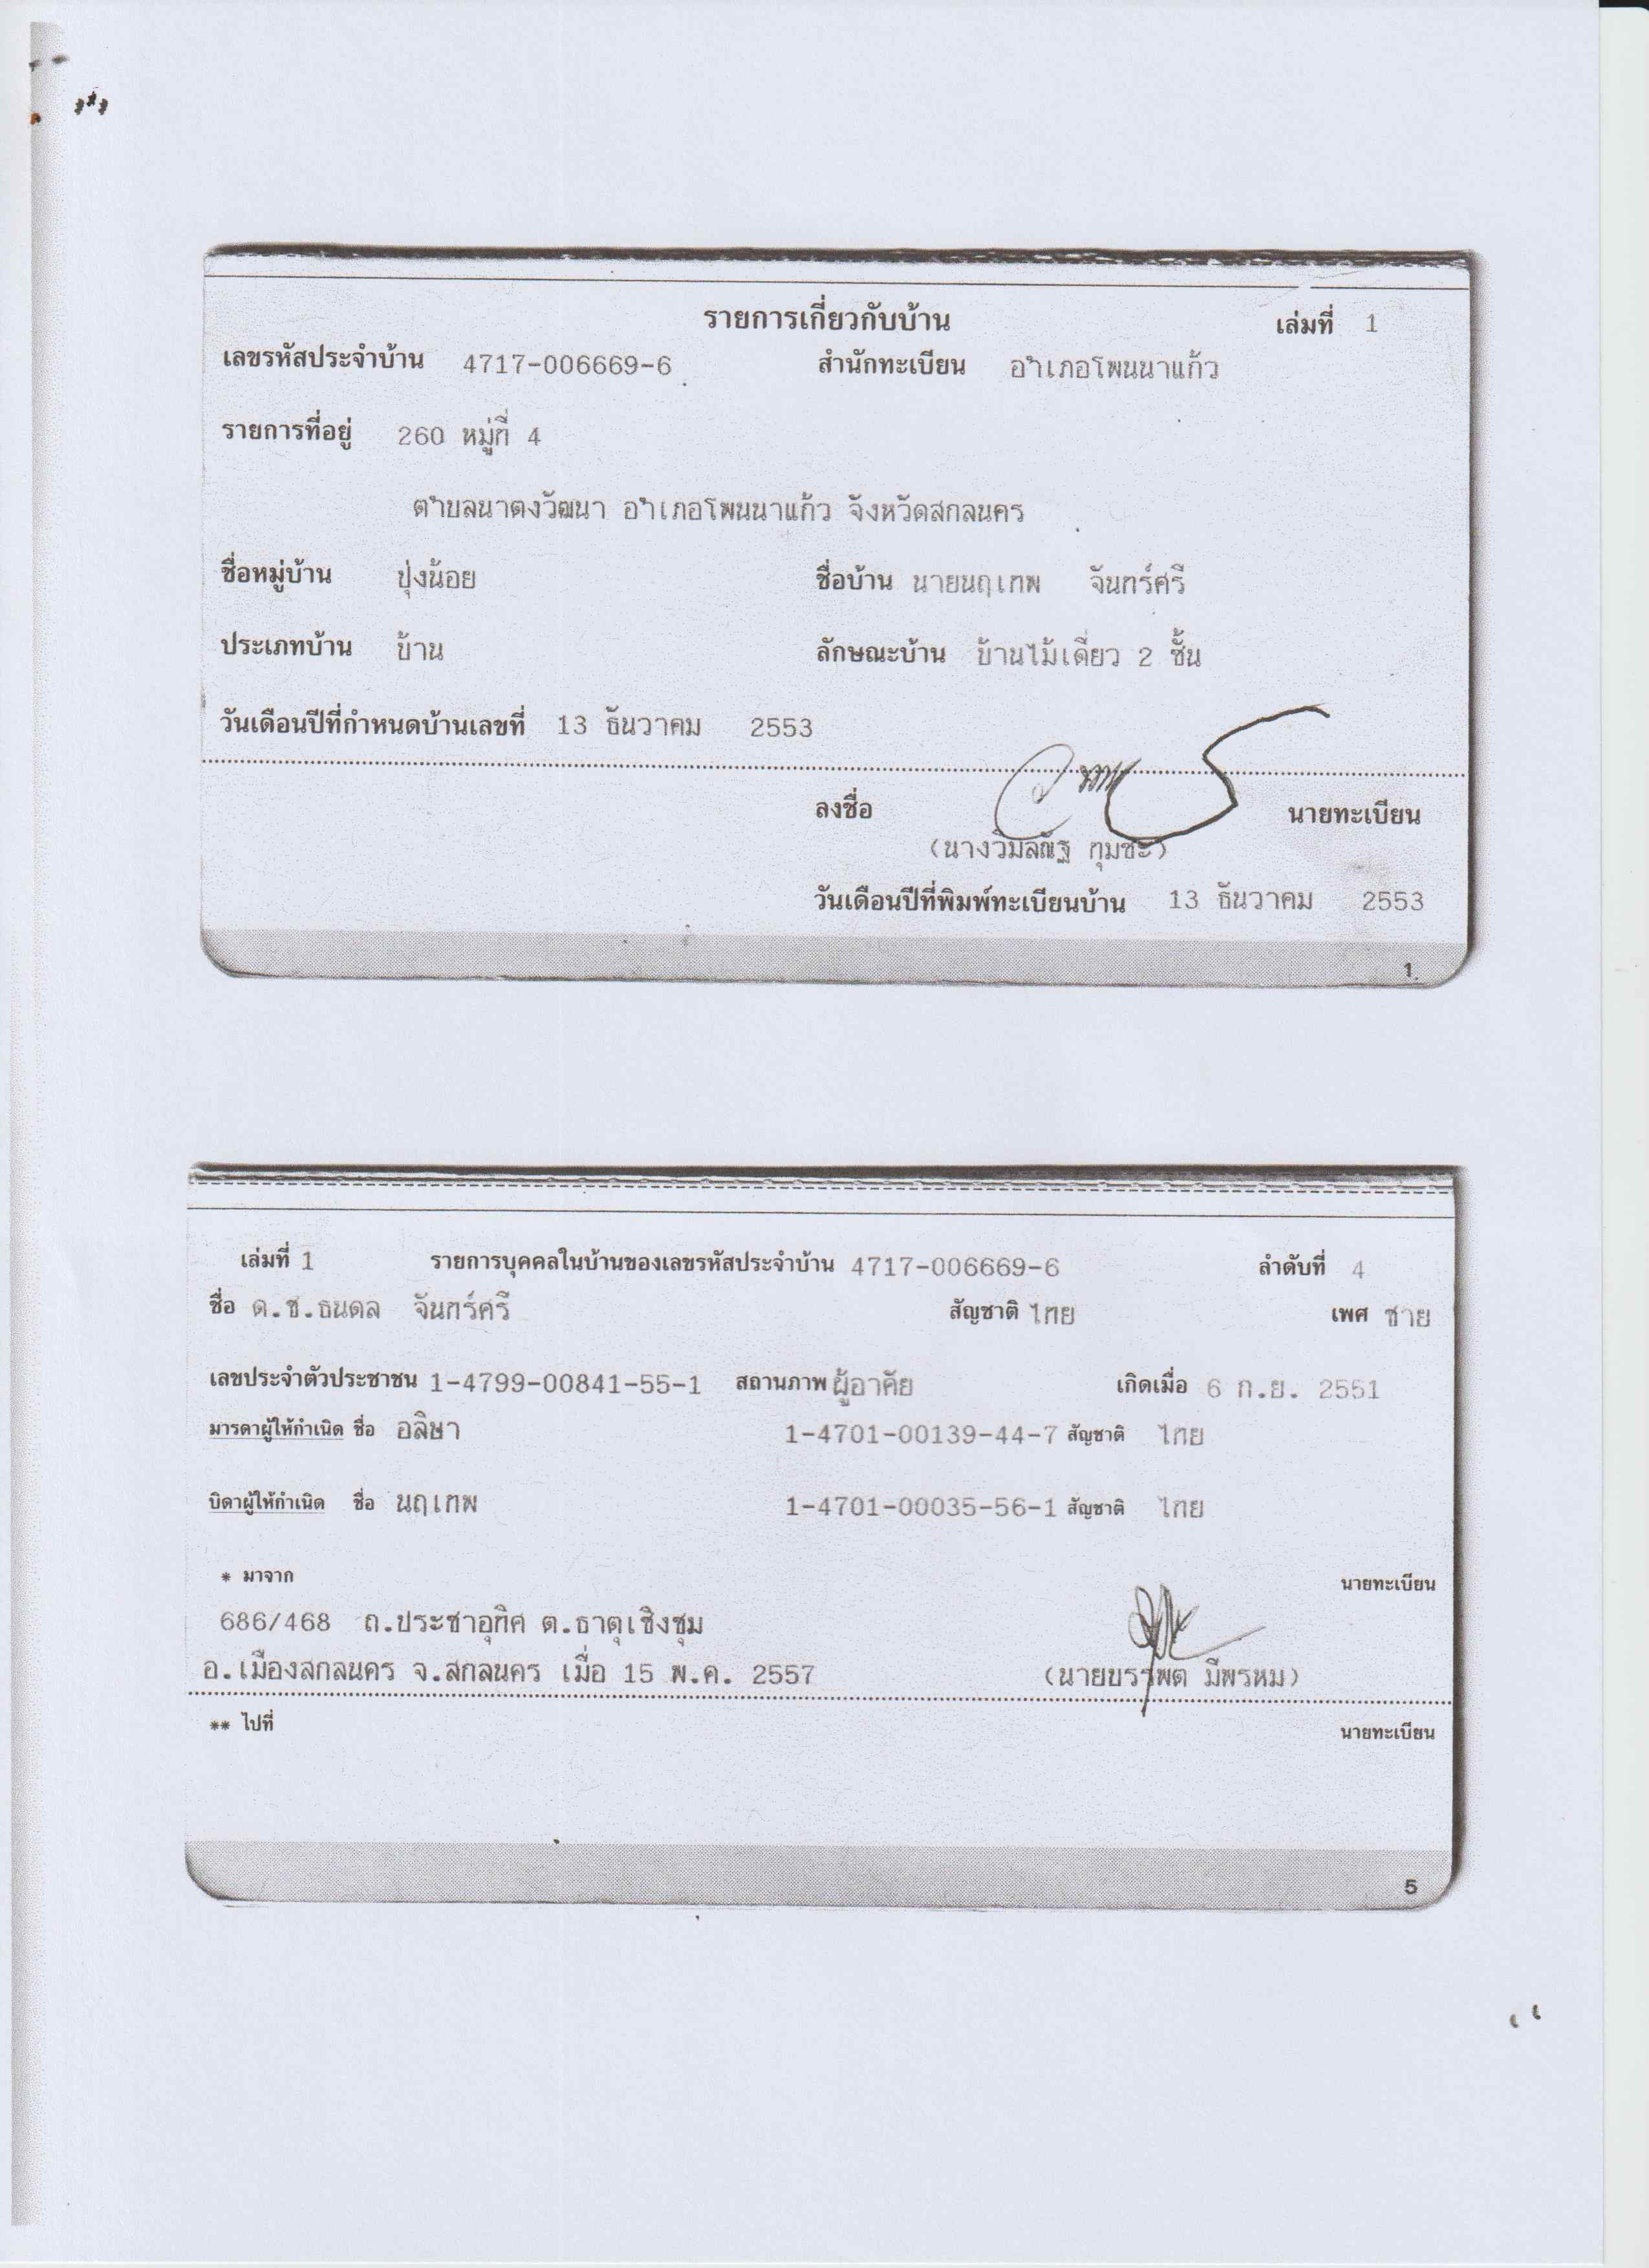 รายการเกี่ยวกับบ้าน เล่มที่ 1
เลขรหัสประจำบ้าน 4717-006669-6 สำนักทะเบียน อำเภอโพนนาแก้ว
รายการที่อยู่ 260 หมู่ที่ 4
ตำบลนาตงวัฒนา อำเภอโพนนาแก้ว จังหวัดสกลนคร
ชื่อหมู่บ้าน ปุ่งน้อย ชื่อบ้าน นายนฤเทพ จันทร์ศรี
ประเภทบ้าน บ้าน ลักษณะบ้าน บ้านไม้เดี่ยว 2 ชั้น
วันเดือนปีที่กำหนดบ้านเลขที่ 13 ธันวาคม 2553
ลงชื่อ นายทะเบียน
(นางวิมลณัฐ กุมชะ)
วันเดือนปีที่พิมพ์ทะเบียนบ้าน 13 ธันวาคม 2553
1
เล่มที่ 1 รายการบุคคลในบ้านของเลขรหัสประจำบ้าน 4717-006669-6 ลำดับที่ 4
ชื่อ ด.ช.ธนดล จันทร์ศรี สัญชาติ ไทย เพศ ชาย
เลขประจำตัวประชาชน 1-4799-00841-55-1 สถานภาพ ผู้อาศัย เกิดเมื่อ 6 ก.ย. 2551
มารดาผู้ให้กำเนิด ชื่อ อลิษา 1-4701-00139-44-7 สัญชาติ ไทย
บิดาผู้ให้กำเนิด ชื่อ นฤเทพ 1-4701-00035-56-1 สัญชาติ ไทย
* มาจาก นายทะเบียน
686/468 ถ.ประชาอุทิศ ต.ธาตุเชิงชุม
อ.เมืองสกลนคร จ.สกลนคร เมื่อ 15 พ.ค. 2557 (นายบรรพต มีพรหม)
** ไปที่ นายทะเบียน
5